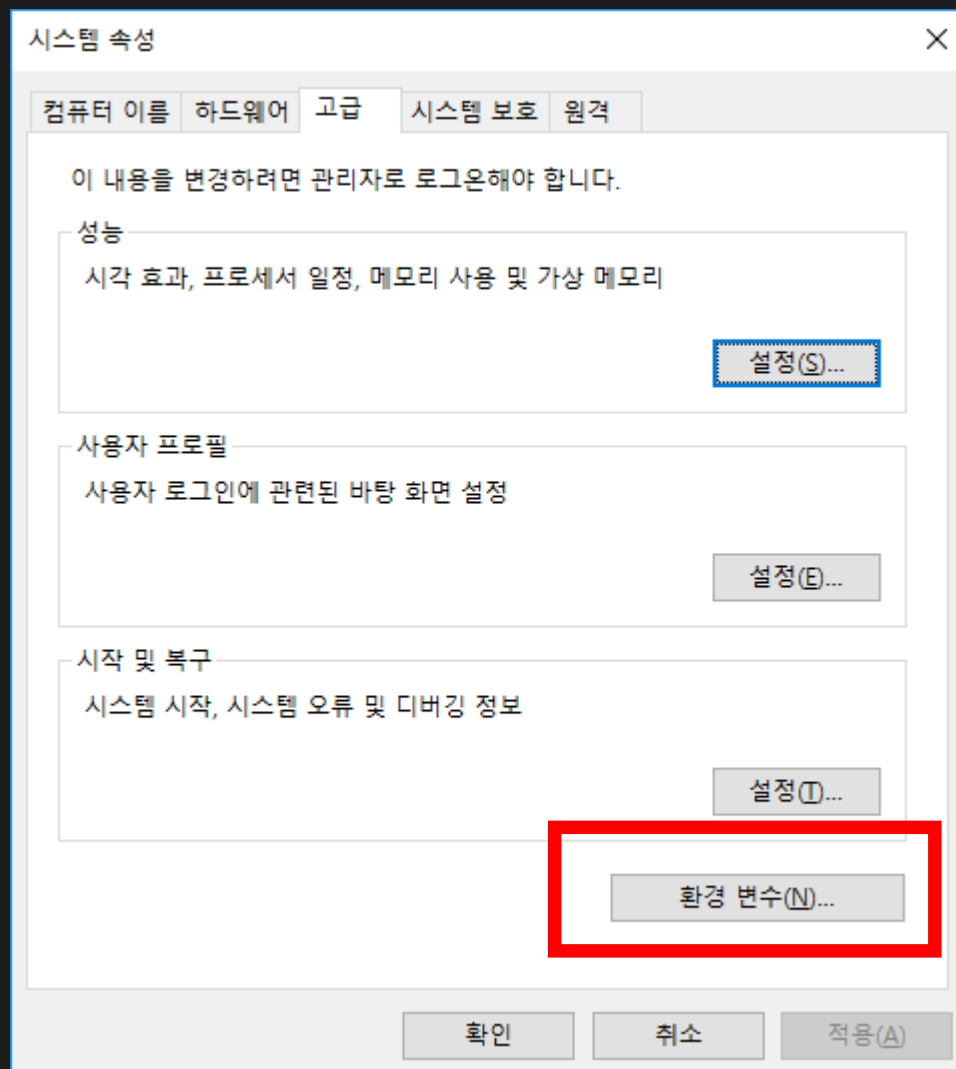 시스템 속성
컴퓨터 이름 하드웨어 고급 시스템 보호 원격
이 내용을 변경하려면 관리자로 로그온해야 합니다.
성능
시각 효과, 프로세서 일정, 메모리 사용 및 가상 메모리
설정(S)...
사용자 프로필
사용자 로그인에 관련된 바탕 화면 설정
설정(E)...
시작 및 복구
시스템 시작, 시스템 오류 및 디버깅 정보
설정(T)...
환경 변수(N)...
확인 취소 적용(A)